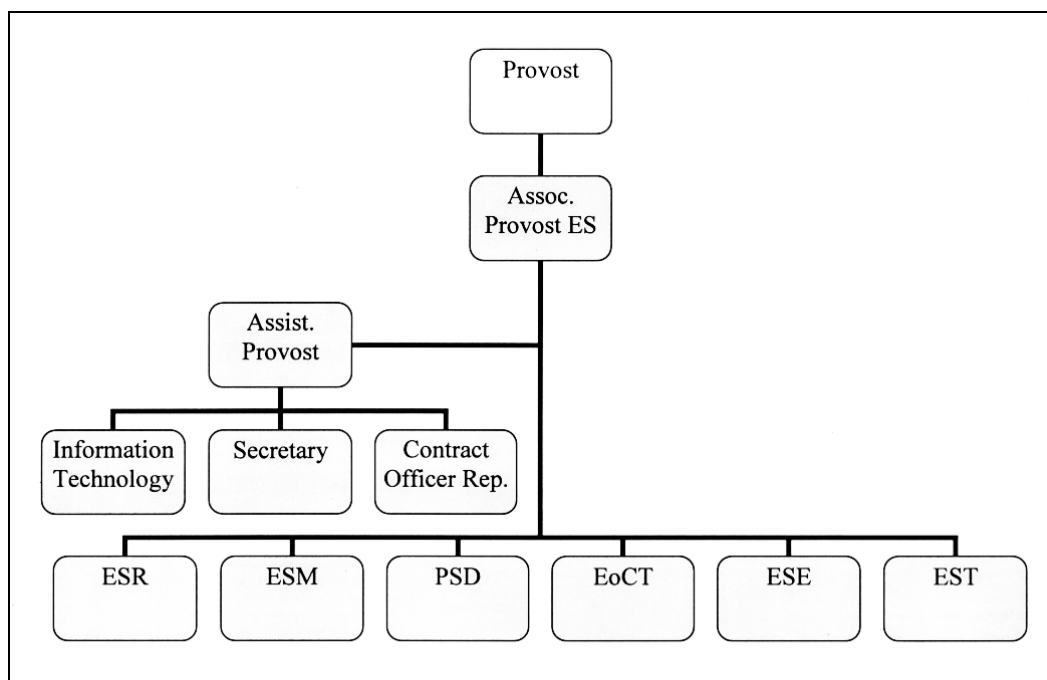 Provost
Assoc.
Provost ES
Assist.
Provost
Information
Technology
Secretary
Contract
Officer Rep.
ESR
ESM
PSD
EoCT
ESE
EST